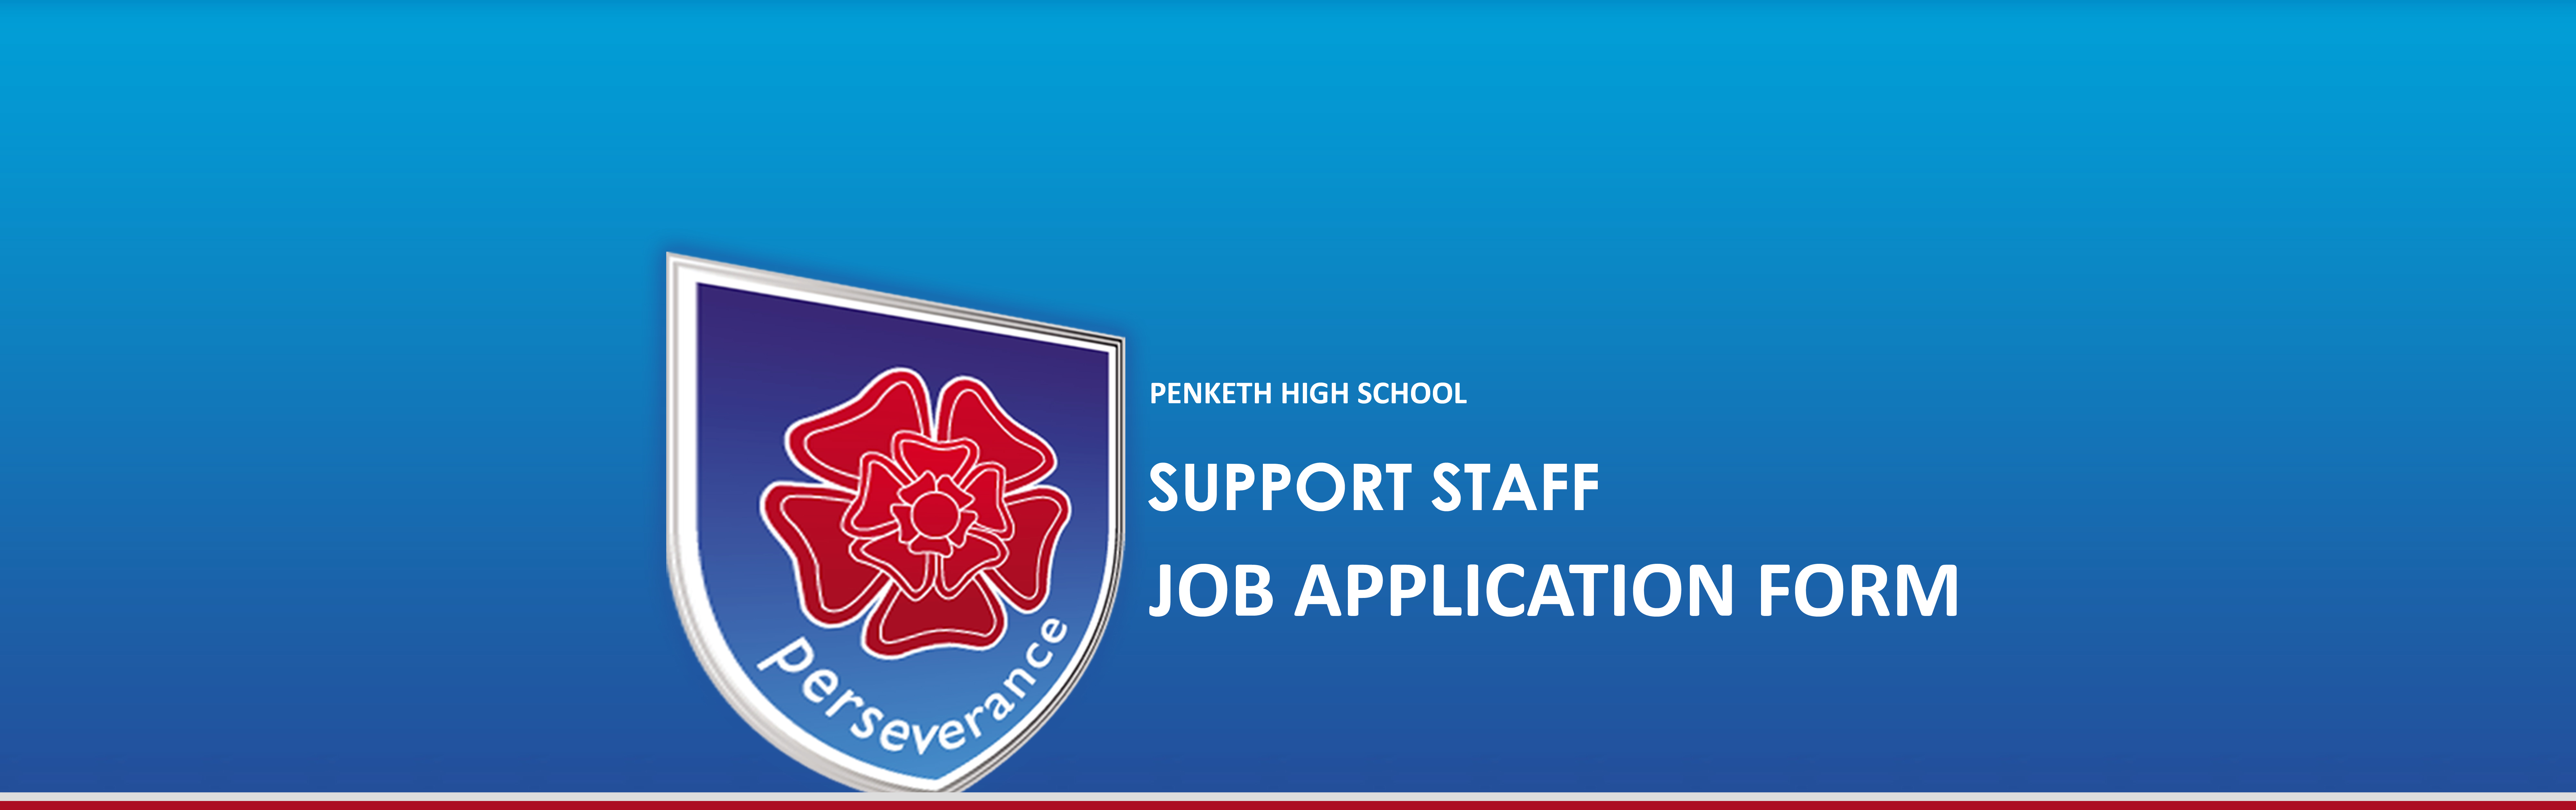 PENKETH HIGH SCHOOL
SUPPORT STAFF
JOB APPLICATION FORM
perseverance